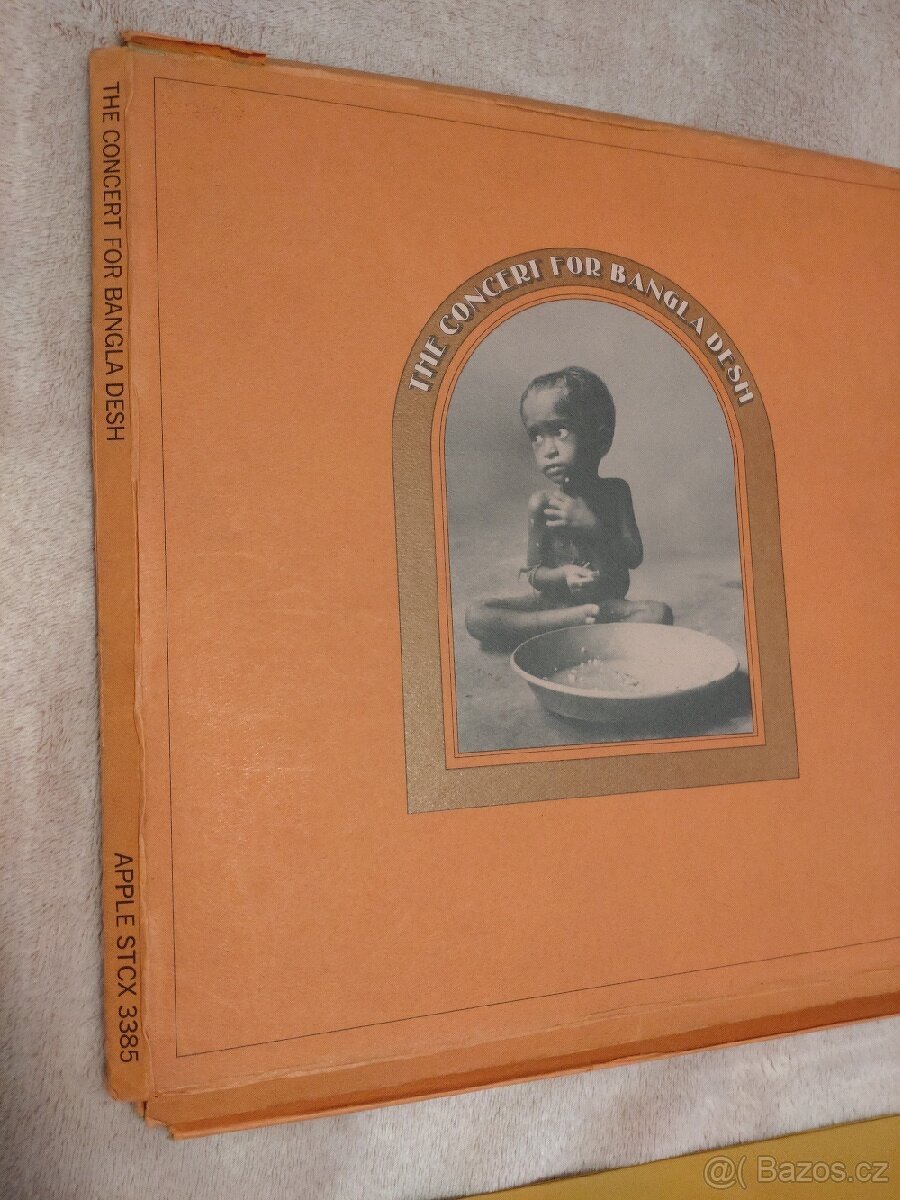 THE CONCERT FOR BANGLA DESH
APPLE STCX 3385
THE CONCERT FOR BANGLA DESH
@( Bazos.cz